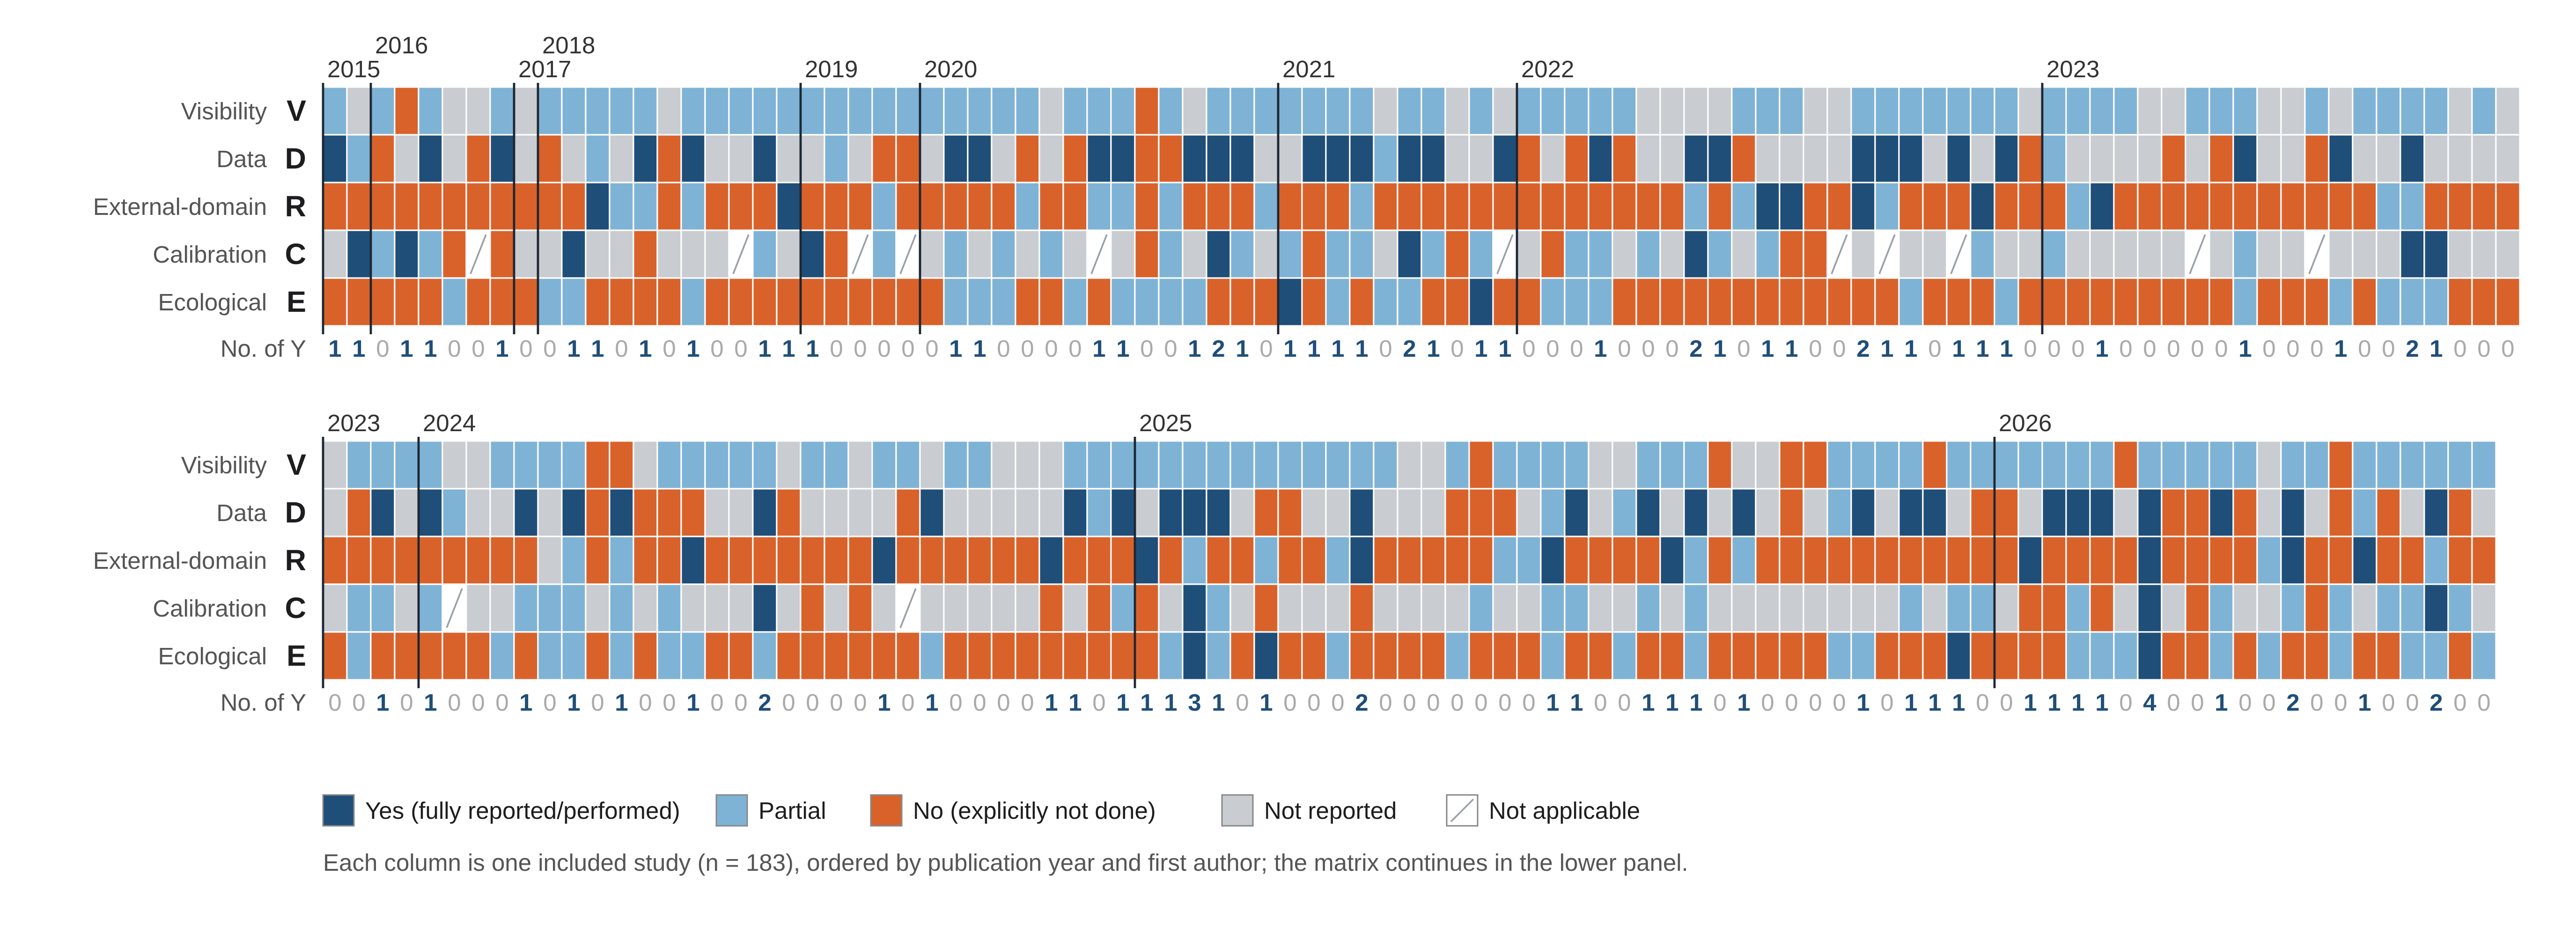 2016 2018
2015 2017 2019 2020 2021 2022 2023
Visibility V
Data D
External-domain R
Calibration C
Ecological E
No. of Y 1 1 0 1 1 0 0 1 0 0 1 1 0 1 0 1 0 0 1 1 1 0 0 0 0 0 1 1 0 0 0 0 1 1 0 0 1 2 1 0 1 1 1 1 0 2 1 0 1 1 0 0 0 1 0 0 0 2 1 0 1 1 0 0 2 1 1 0 1 1 1 0 0 0 1 0 0 0 0 0 1 0 0 0 1 0 0 2 1 0 0 0
2023 2024 2025 2026
Visibility V
Data D
External-domain R
Calibration C
Ecological E
No. of Y 0 0 1 0 1 0 0 0 1 0 1 0 1 0 0 1 0 0 2 0 0 0 0 1 0 1 0 0 0 0 1 1 0 1 1 1 3 1 0 1 0 0 0 2 0 0 0 0 0 0 0 1 1 0 0 1 1 1 0 1 0 0 0 0 1 0 1 1 1 0 0 1 1 1 1 0 4 0 0 1 0 0 2 0 0 1 0 0 2 0 0
Yes (fully reported/performed) Partial No (explicitly not done) Not reported Not applicable
Each column is one included study (n = 183), ordered by publication year and first author; the matrix continues in the lower panel.